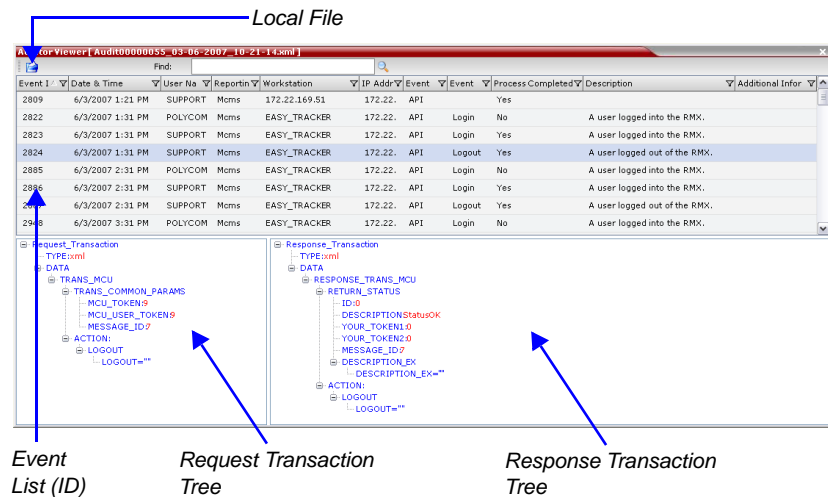 Local File
AuditorViewer [ Audit00000055_03-06-2007_10-21-14.xml ]
Find:
Event I Date & Time User Na Reportin Workstation IP Addr Event Event Process Completed Description Additional Infor
2809 6/3/2007 1:21 PM SUPPORT Mcms 172.22.169.51 172.22. API Yes
2822 6/3/2007 1:31 PM POLYCOM Mcms EASY_TRACKER 172.22. API Login No A user logged into the RMX.
2823 6/3/2007 1:31 PM SUPPORT Mcms EASY_TRACKER 172.22. API Login Yes A user logged into the RMX.
2824 6/3/2007 1:31 PM SUPPORT Mcms EASY_TRACKER 172.22. API Logout Yes A user logged out of the RMX.
2885 6/3/2007 2:31 PM POLYCOM Mcms EASY_TRACKER 172.22. API Login No A user logged into the RMX.
2886 6/3/2007 2:31 PM SUPPORT Mcms EASY_TRACKER 172.22. API Login Yes A user logged into the RMX.
6/3/2007 2:31 PM SUPPORT Mcms EASY_TRACKER 172.22. API Logout Yes A user logged out of the RMX.
2948 6/3/2007 3:31 PM POLYCOM Mcms EASY_TRACKER 172.22. API Login No A user logged into the RMX.
Request_Transaction
TYPE:xml
DATA
TRANS_MCU
TRANS_COMMON_PARAMS
MCU_TOKEN:9
MCU_USER_TOKEN:9
MESSAGE_ID:7
ACTION:
LOGOUT
LOGOUT=""
Response_Transaction
TYPE:xml
DATA
RESPONSE_TRANS_MCU
RETURN_STATUS
ID:0
DESCRIPTION:StatusOK
YOUR_TOKEN1:0
YOUR_TOKEN2:0
MESSAGE_ID:7
DESCRIPTION_EX
DESCRIPTION_EX=""
ACTION:
LOGOUT
LOGOUT=""
Event
List (ID)
Request Transaction
Tree
Response Transaction
Tree